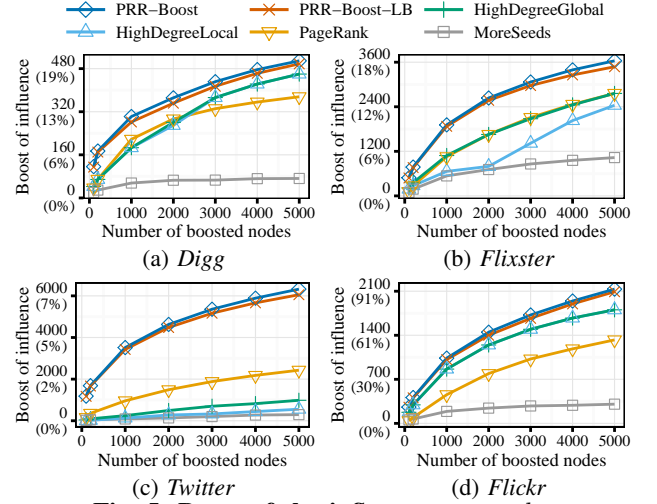 PRR−Boost PRR−Boost−LB HighDegreeGlobal
HighDegreeLocal PageRank MoreSeeds
Boost of influence
480
(19%)
320
(13%)
160
(6%)
0
(0%)
0 1000 2000 3000 4000 5000
Number of boosted nodes
(a) Digg
Boost of influence
3600
(18%)
2400
(12%)
1200
(6%)
0
(0%)
0 1000 2000 3000 4000 5000
Number of boosted nodes
(b) Flixster
Boost of influence
6000
(7%)
4000
(5%)
2000
(2%)
0
(0%)
0 1000 2000 3000 4000 5000
Number of boosted nodes
(c) Twitter
Boost of influence
2100
(91%)
1400
(61%)
700
(30%)
0
(0%)
0 1000 2000 3000 4000 5000
Number of boosted nodes
(d) Flickr